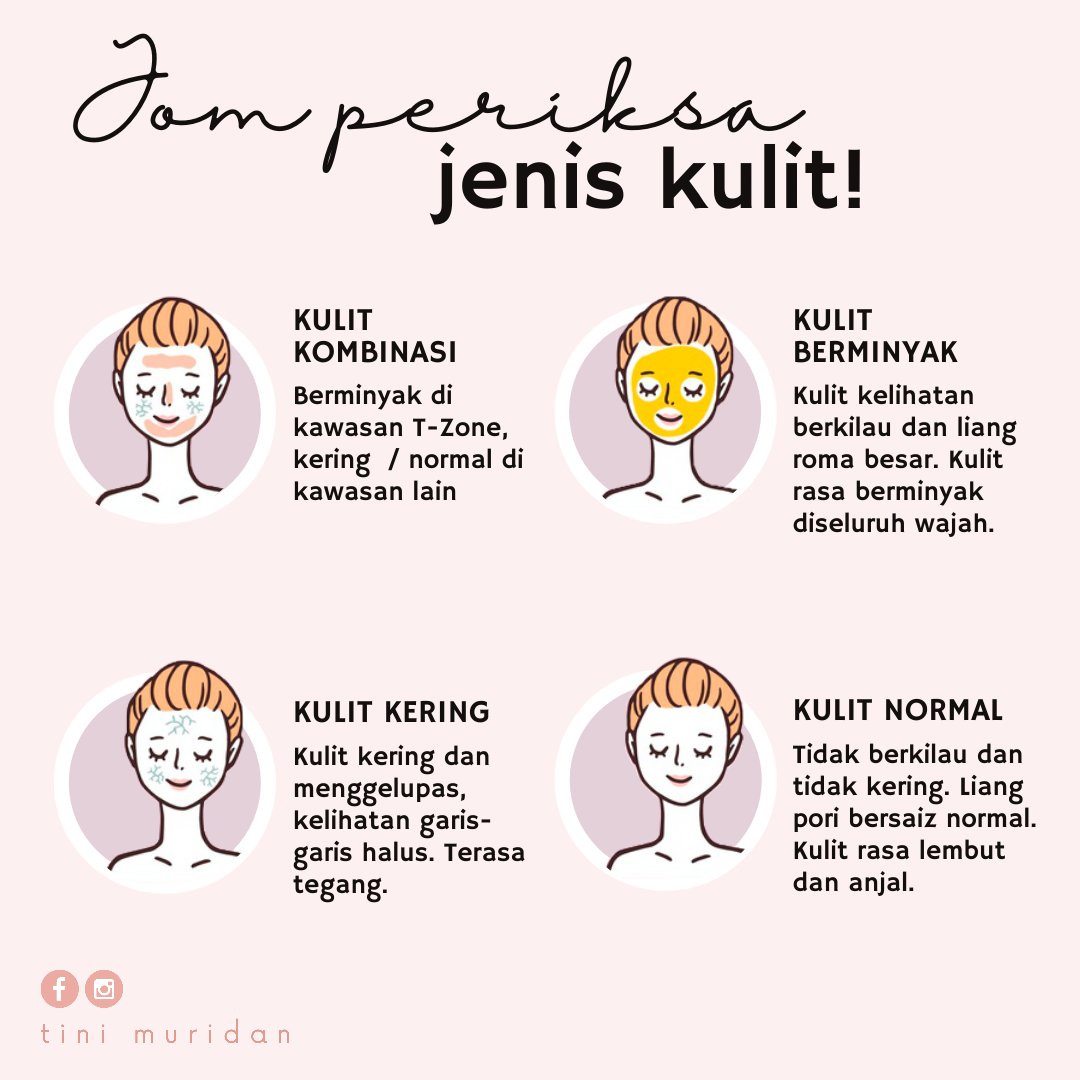 Jom periksa
jenis kulit!
KULIT
KOMBINASI
Berminyak di
kawasan T-Zone,
kering / normal di
kawasan lain
KULIT
BERMINYAK
Kulit kelihatan
berkilau dan liang
roma besar. Kulit
rasa berminyak
diseluruh wajah.
KULIT KERING
Kulit kering dan
menggelupas,
kelihatan garis-
garis halus. Terasa
tegang.
KULIT NORMAL
Tidak berkilau dan
tidak kering. Liang
pori bersaiz normal.
Kulit rasa lembut
dan anjal.
tini muridan